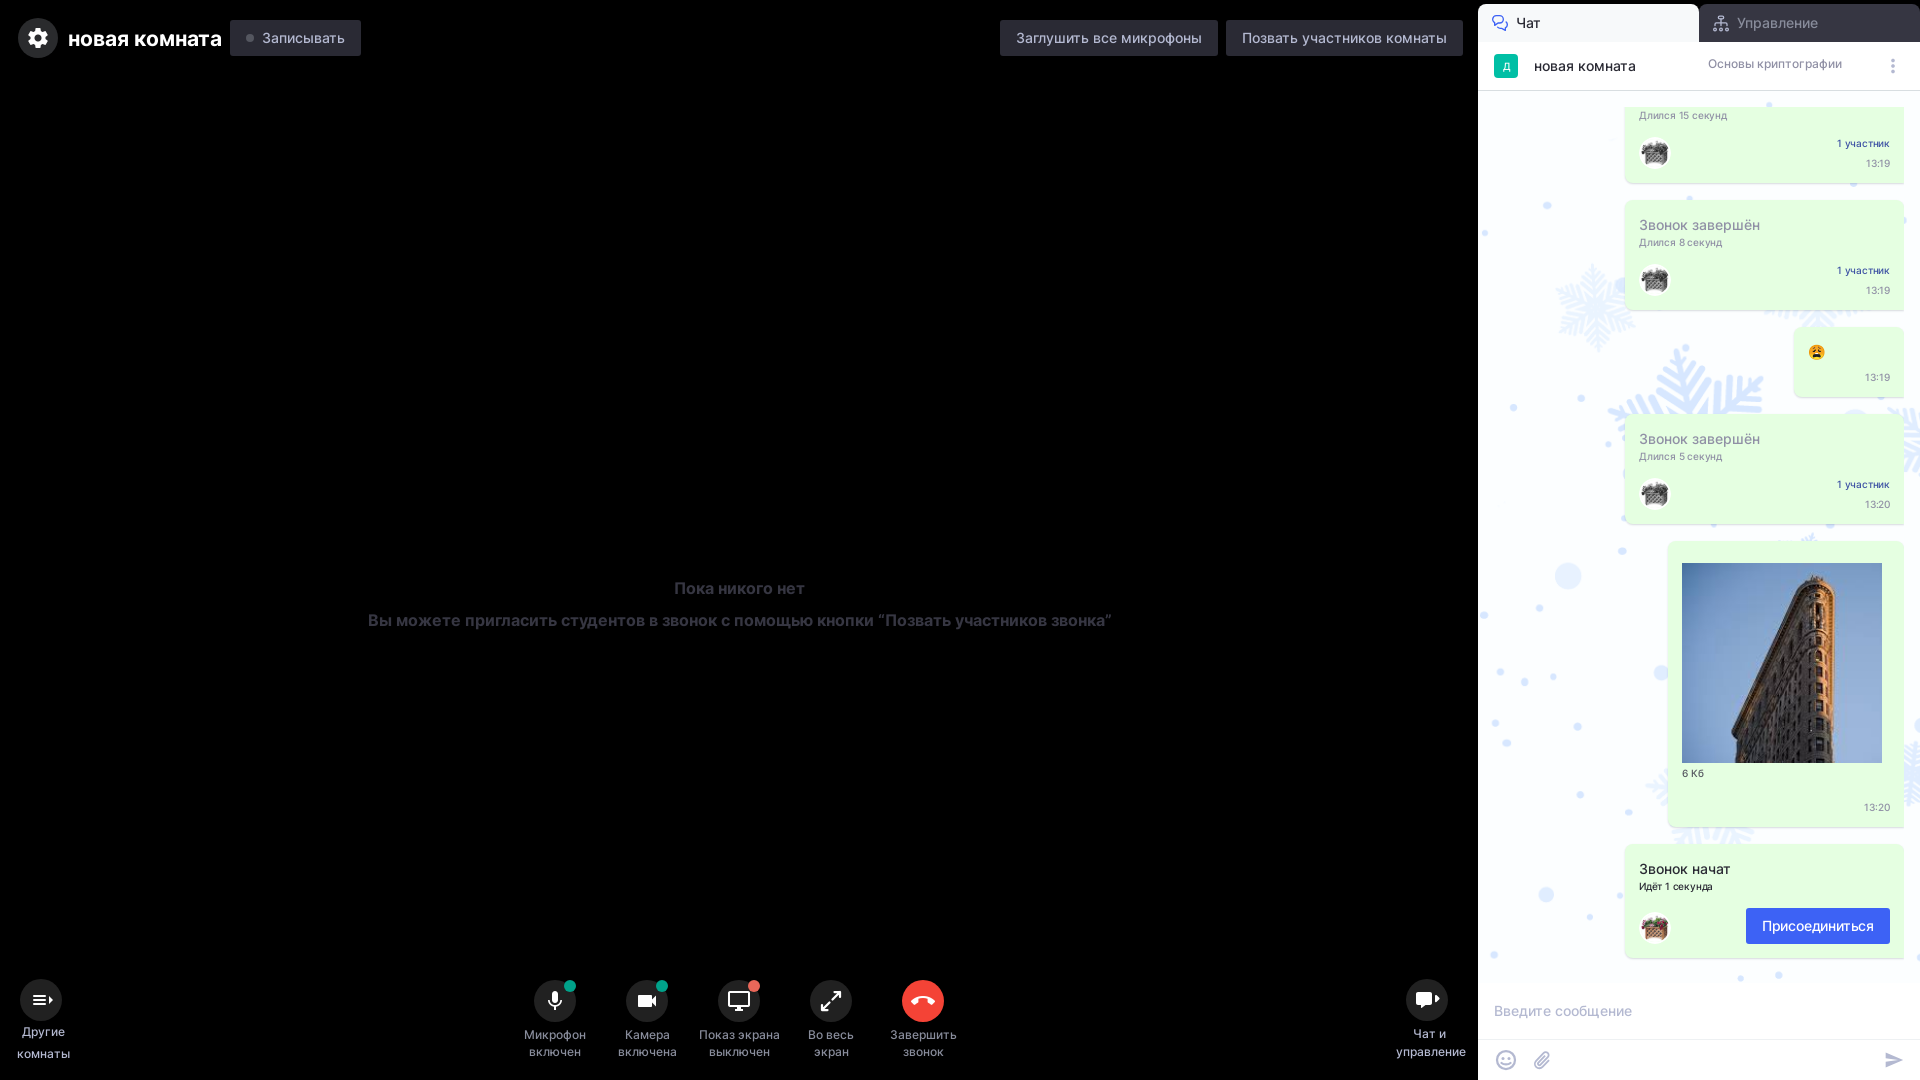 новая комната
Записывать
Заглушить все микрофоны
Позвать участников комнаты
Чат
Управление
Д
новая комната
Основы криптографии
Длился 15 секунд
1 участник
13:19
Звонок завершён
Длился 8 секунд
1 участник
13:19
13:19
Звонок завершён
Длился 5 секунд
1 участник
13:20
6 Кб
13:20
Звонок начат
Идёт 1 секунда
Присоединиться
Введите сообщение
Пока никого нет
Вы можете пригласить студентов в звонок с помощью кнопки “Позвать участников звонка”
Другие
комнаты
Микрофон
включен
Камера
включена
Показ экрана
выключен
Во весь
экран
Завершить
звонок
Чат и
управление